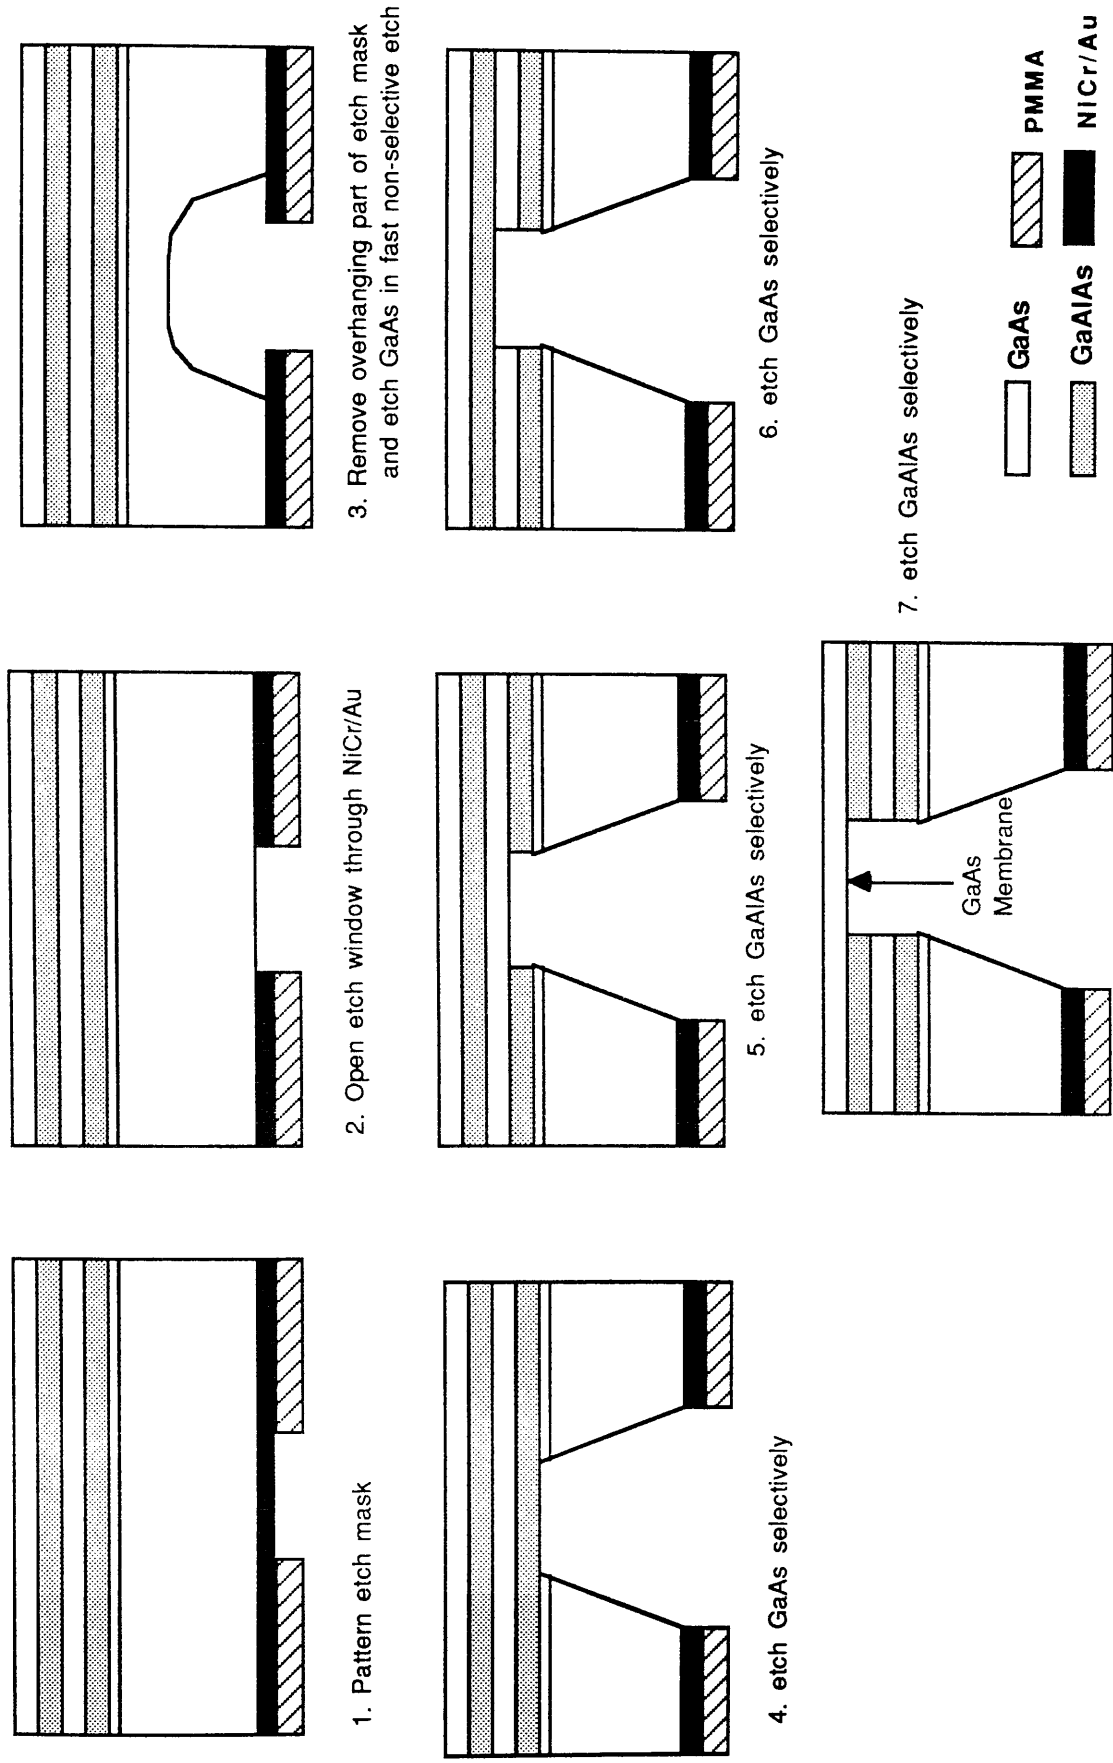 1. Pattern etch mask
2. Open etch window through NiCr/Au
3. Remove overhanging part of etch mask
and etch GaAs in fast non-selective etch
4. etch GaAs selectively
5. etch GaAlAs selectively
6. etch GaAs selectively
GaAs
Membrane
7. etch GaAlAs selectively
GaAs
PMMA
GaAlAs
NiCr/Au